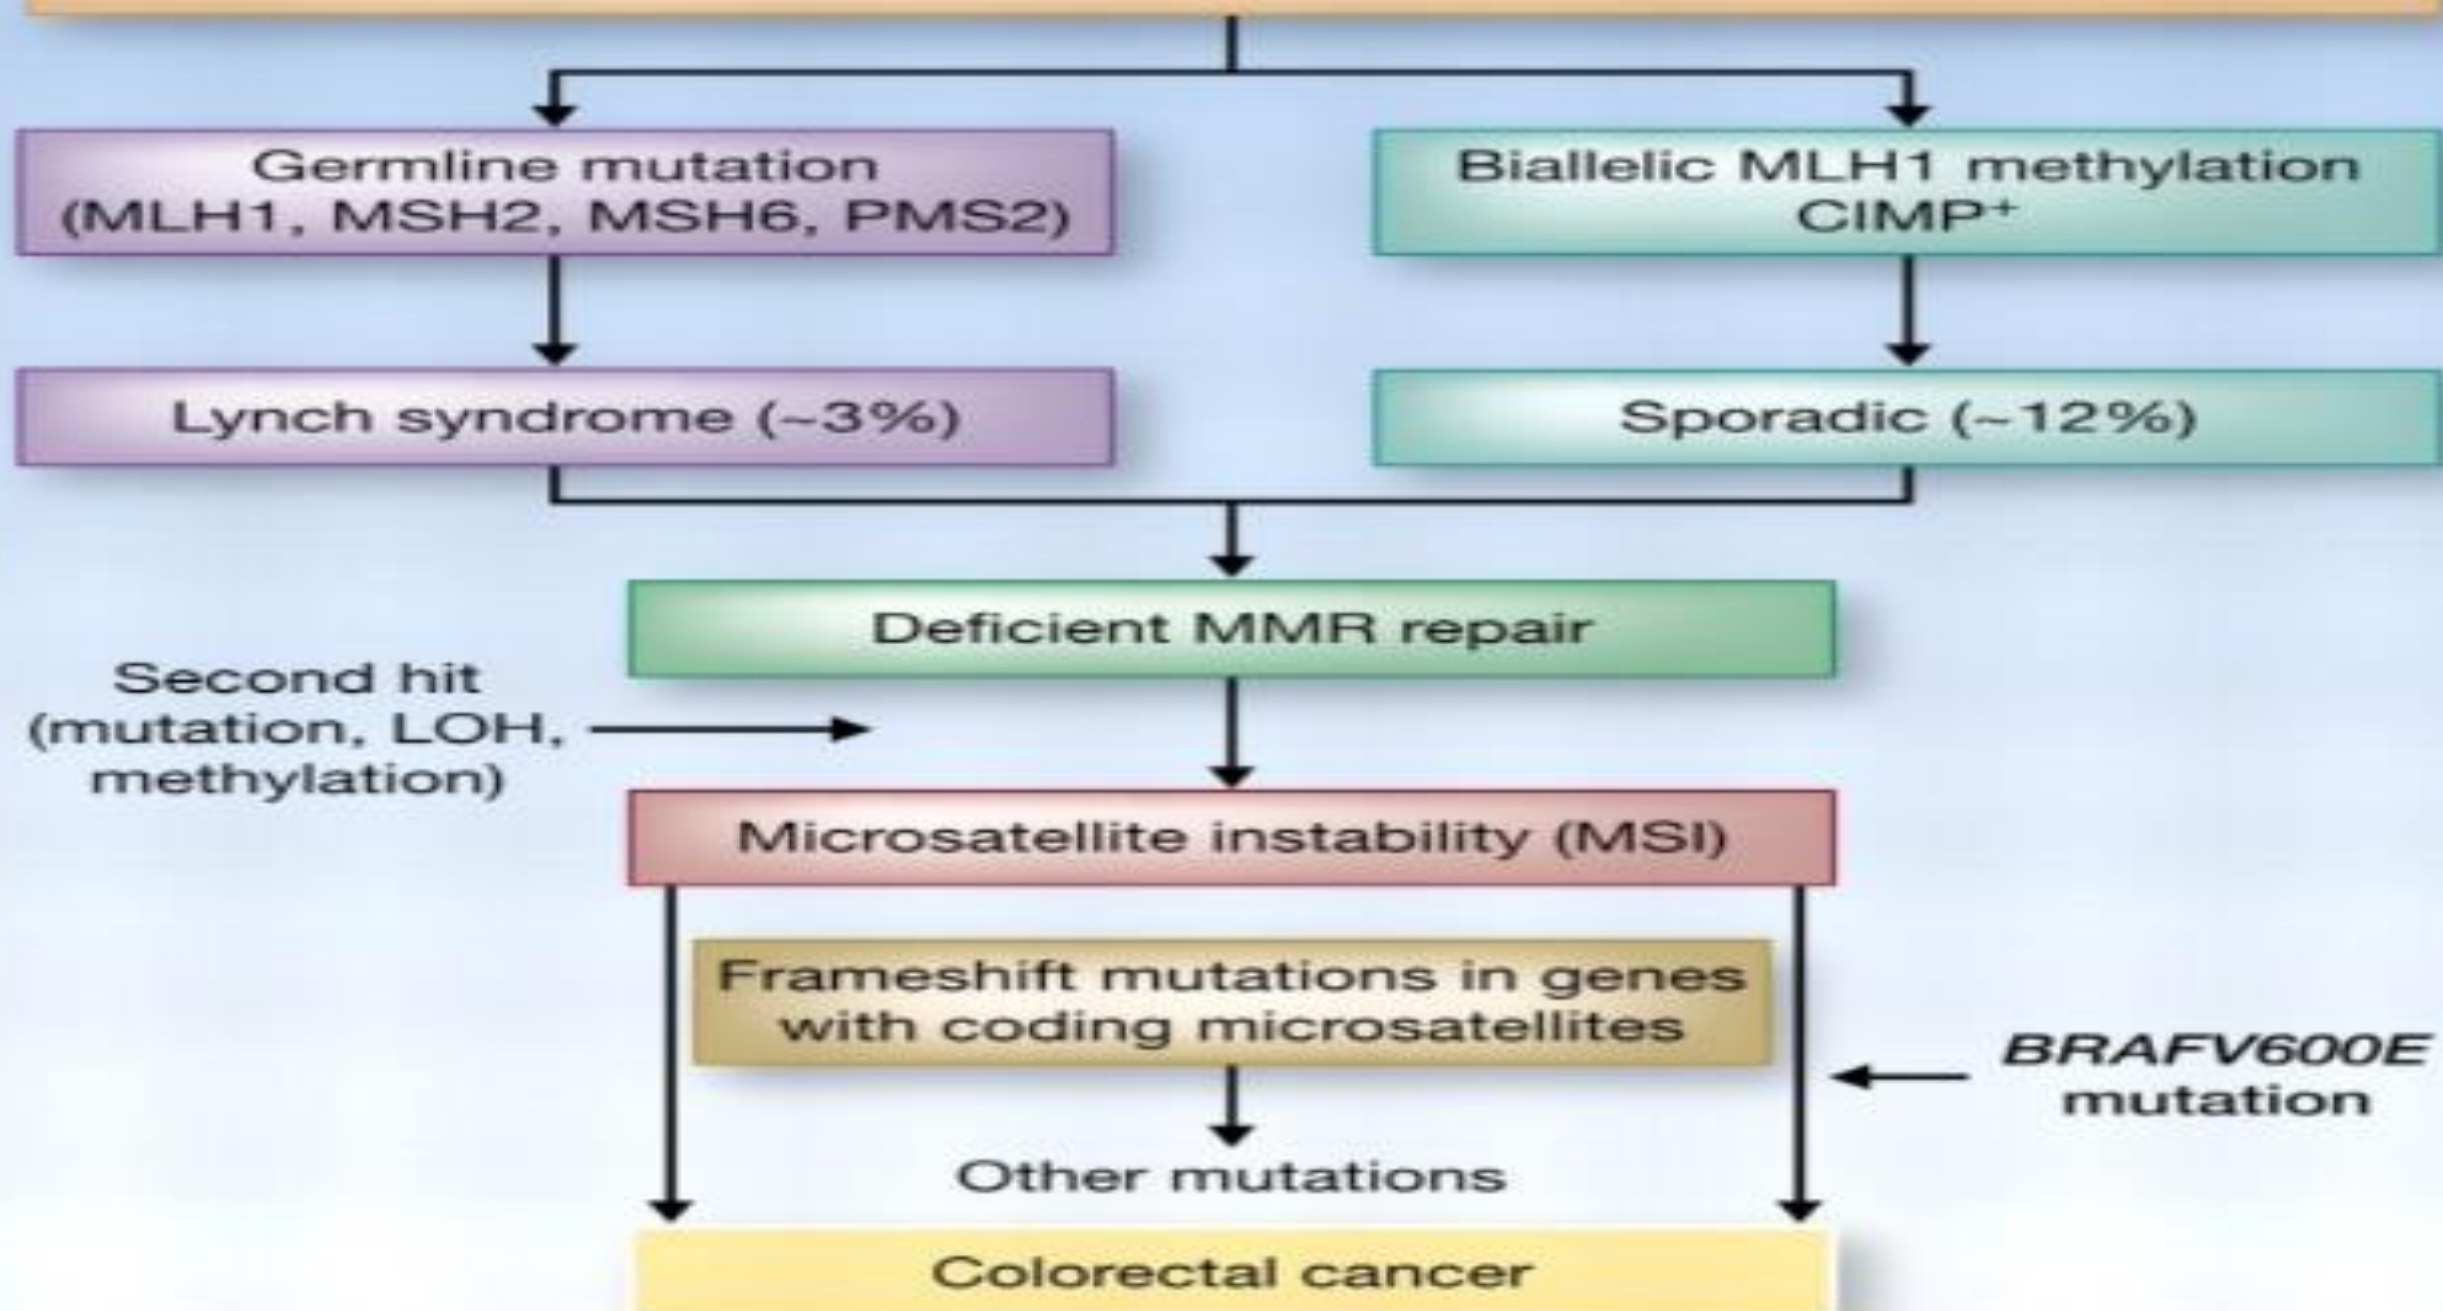 Germline mutation
(MLH1, MSH2, MSH6, PMS2)
Biallelic MLH1 methylation
CIMP⁺
Lynch syndrome (~3%)
Sporadic (~12%)
Deficient MMR repair
Second hit
(mutation, LOH,
methylation)
Microsatellite instability (MSI)
Frameshift mutations in genes
with coding microsatellites
BRAFV600E
mutation
Other mutations
Colorectal cancer